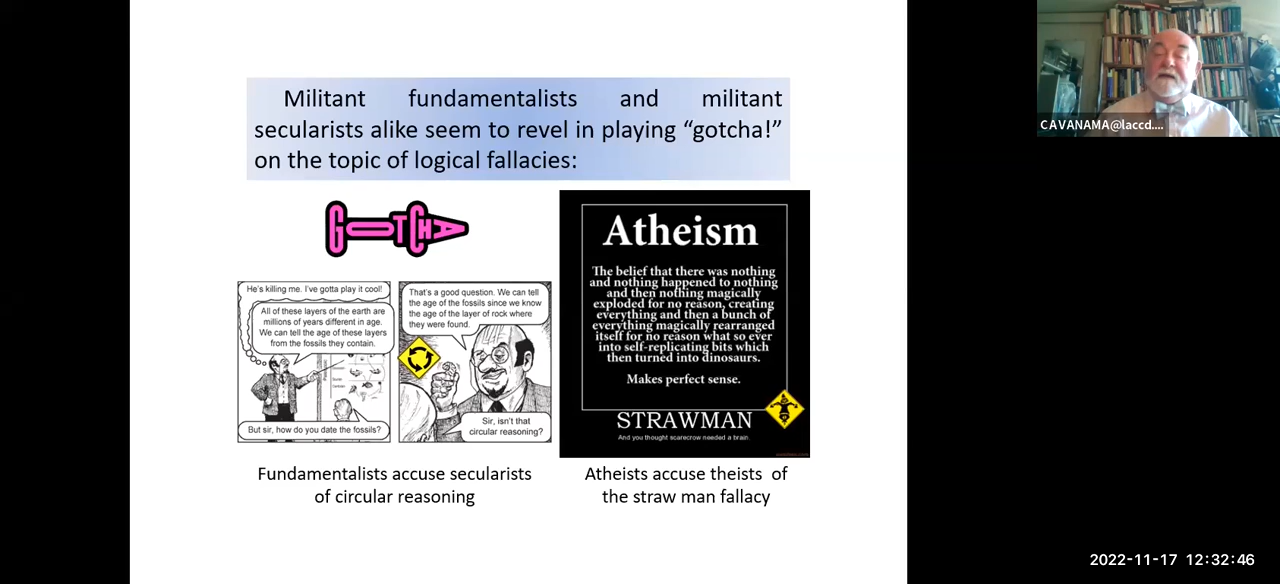 Militant fundamentalists and militant
secularists alike seem to revel in playing “gotcha!”
on the topic of logical fallacies:
GOTCHA
He's killing me. I've gotta play it cool!
All of these layers of the earth are
millions of years different in age.
We can tell the age of these layers
from the fossils they contain.
But sir, how do you date the fossils?
That's a good question. We can tell
the age of the fossils since we know
the age of the layer of rock where
they were found.
Sir, isn't that
circular reasoning?
Atheism
The belief that there was nothing
and nothing happened to nothing
and then nothing magically
exploded for no reason, creating
everything and then a bunch of
everything magically rearranged
itself for no reason what so ever
into self-replicating bits which
then turned into dinosaurs.
Makes perfect sense.
STRAWMAN
And you thought scarecrow needed a brain.
Fundamentalists accuse secularists
of circular reasoning
Atheists accuse theists of
the straw man fallacy
CAVANAMA@laccd....
2022-11-17 12:32:46